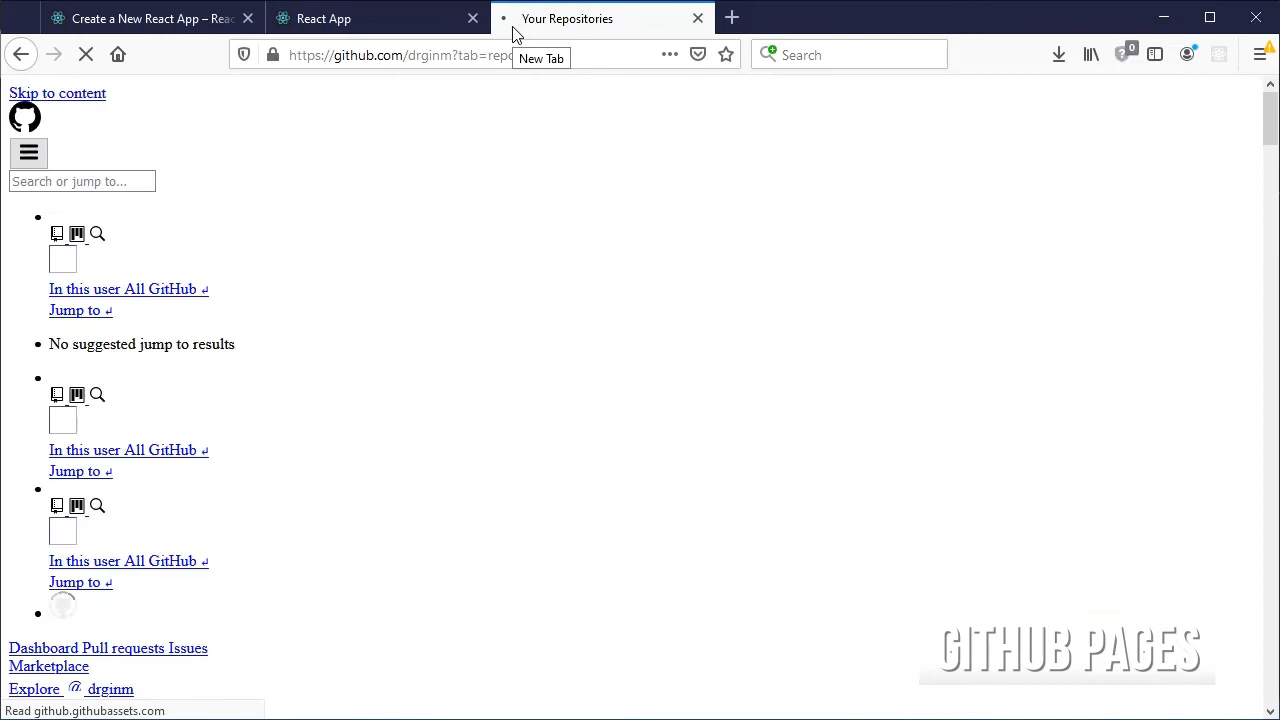 Create a New React App – Reac
React App
Your Repositories
https://github.com/drginm?tab=repo
New Tab
0
Search
Skip to content
Search or jump to...
In this user All GitHub ↵
Jump to ↵
No suggested jump to results
In this user All GitHub ↵
Jump to ↵
In this user All GitHub ↵
Jump to ↵
Dashboard Pull requests Issues
Marketplace
Explore @ drginm
Read github.githubassets.com
GITHUB PAGES